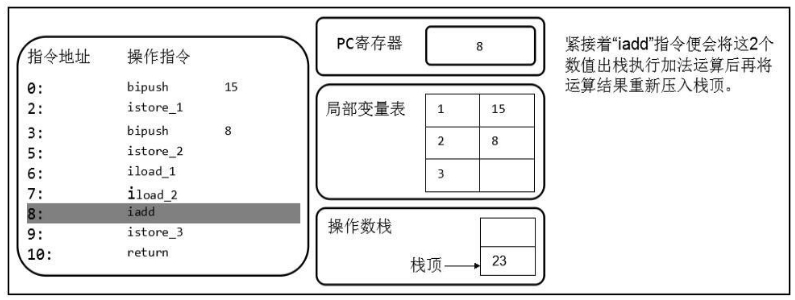 指令地址 操作指令
0: bipush 15
2: istore_1
3: bipush 8
5: istore_2
6: iload_1
7: iload_2
8: iadd
9: istore_3
10: return
PC寄存器 8
局部变量表 1 15
2 8
3
操作数栈
栈顶 23
紧接着“iadd”指令便会将这2个
数值出栈执行加法运算后再将
运算结果重新压入栈顶。